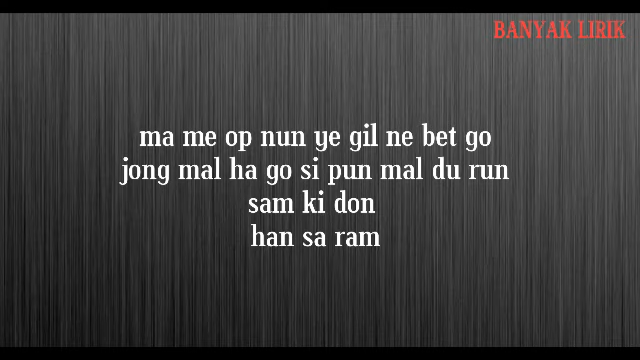 BANYAK LIRIK
ma me op nun ye gil ne bet go
jong mal ha go si pun mal du run
sam ki don
han sa ram